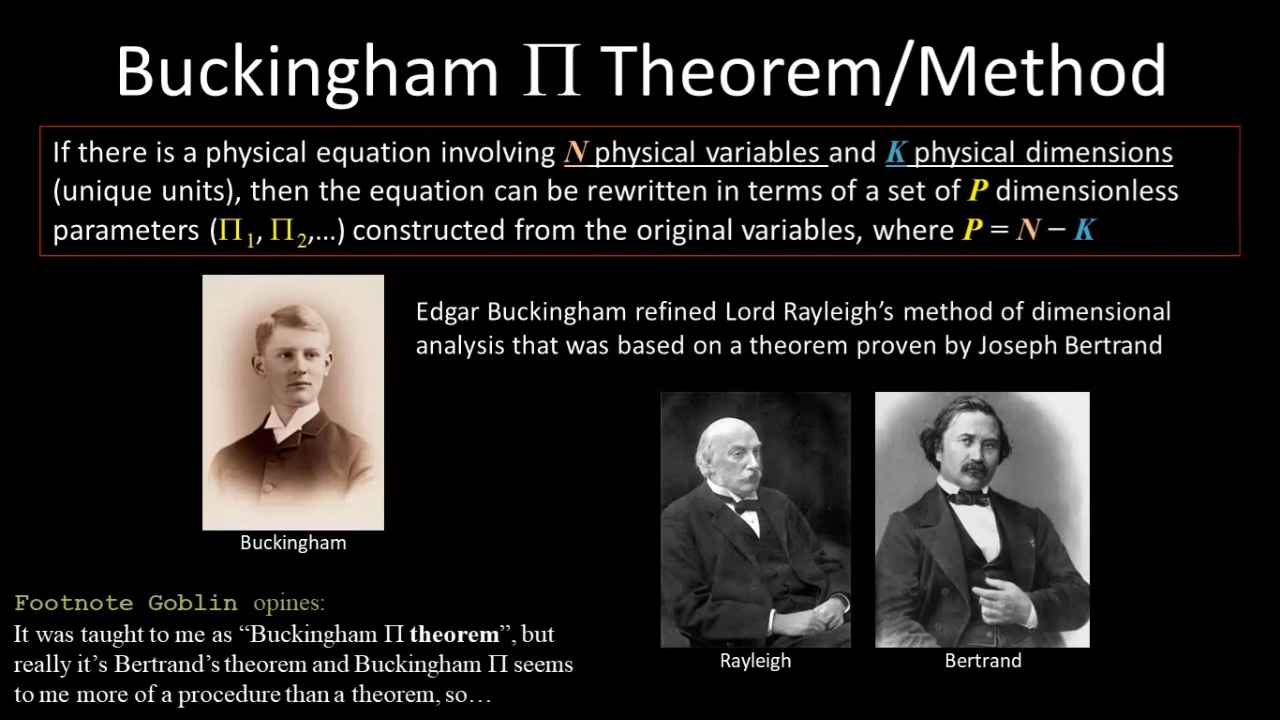 Buckingham Π Theorem/Method
If there is a physical equation involving N physical variables and K physical dimensions
(unique units), then the equation can be rewritten in terms of a set of P dimensionless
parameters (Π₁, Π₂,…) constructed from the original variables, where P = N − K
Edgar Buckingham refined Lord Rayleigh’s method of dimensional
analysis that was based on a theorem proven by Joseph Bertrand
Buckingham
Rayleigh
Bertrand
Footnote Goblin opines:
It was taught to me as “Buckingham Π theorem”, but
really it’s Bertrand’s theorem and Buckingham Π seems
to me more of a procedure than a theorem, so…